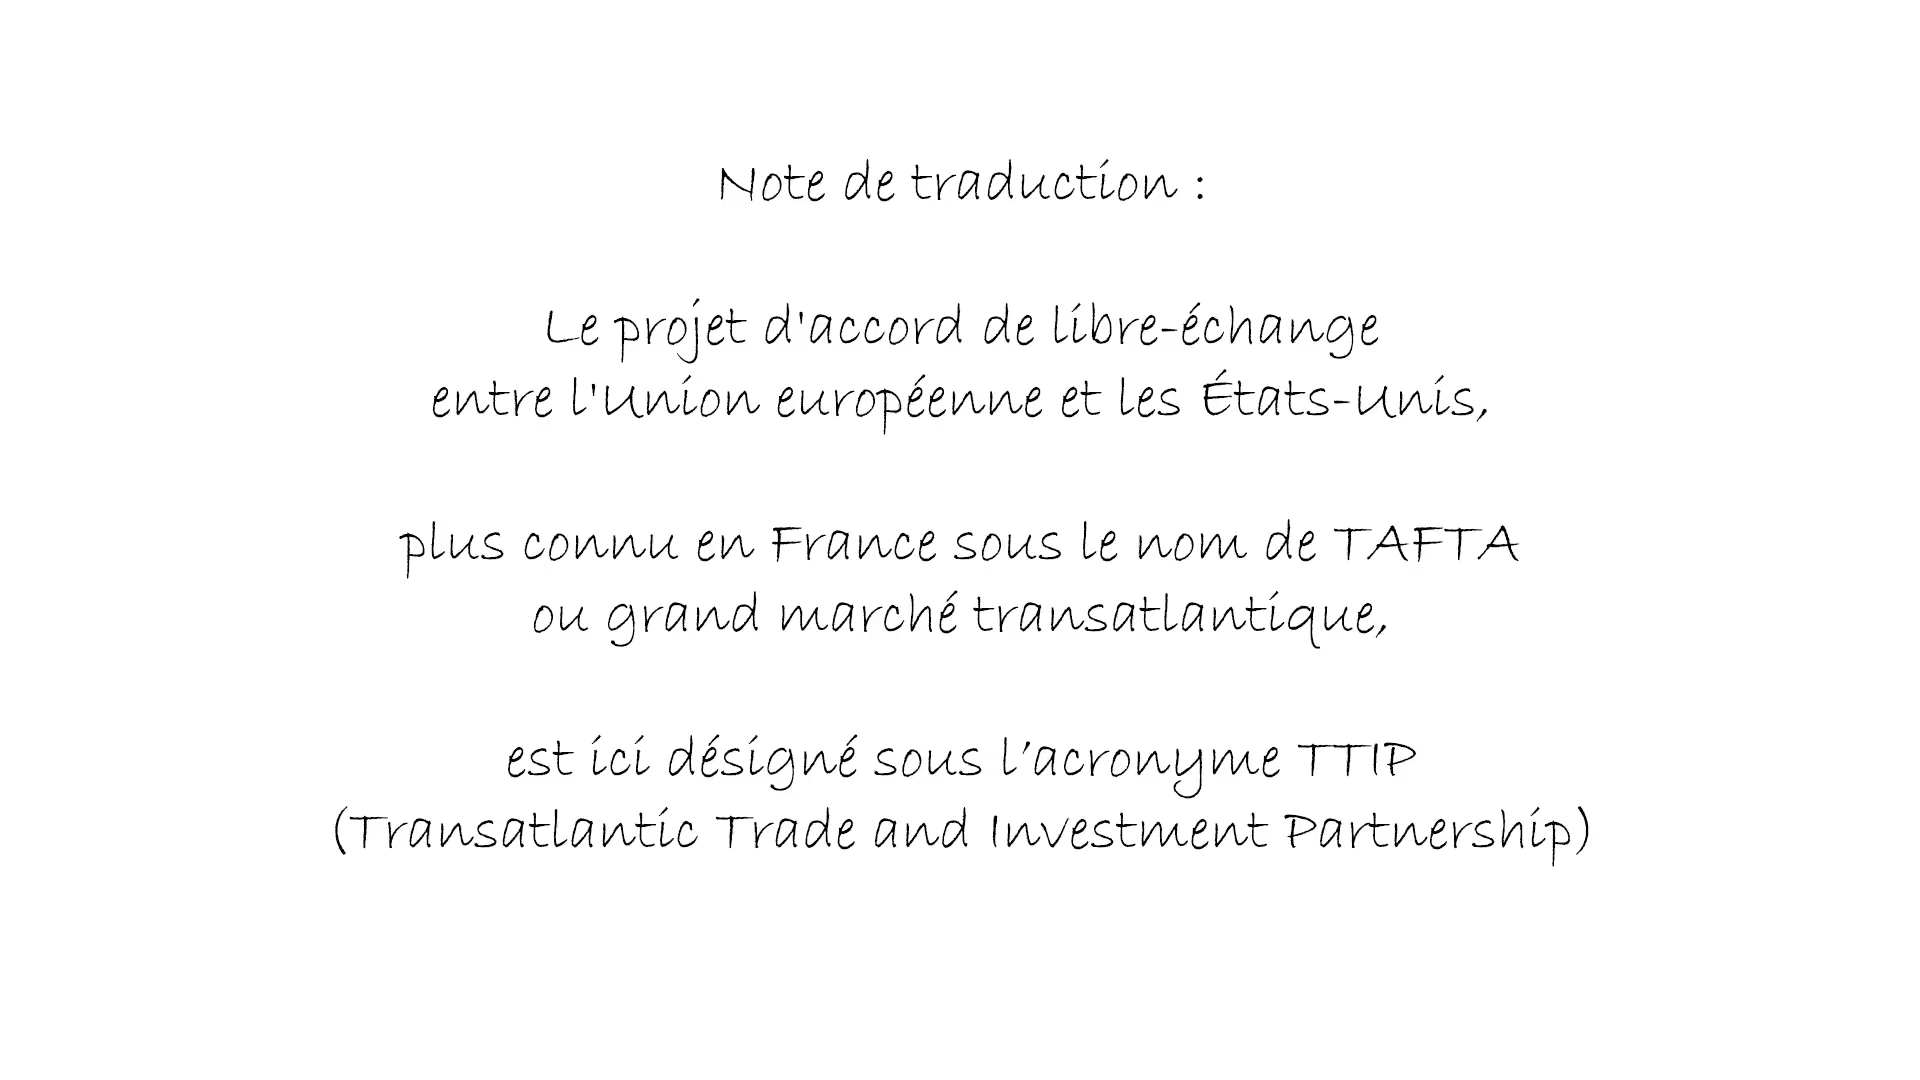 Note de traduction :
Le projet d'accord de libre-échange
entre l'Union européenne et les États-Unis,
plus connu en France sous le nom de TAFTA
ou grand marché transatlantique,
est ici désigné sous l’acronyme TTIP
(Transatlantic Trade and Investment Partnership)